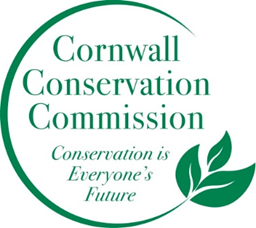 Cornwall
Conservation
Commission
Conservation is
Everyone's
Future